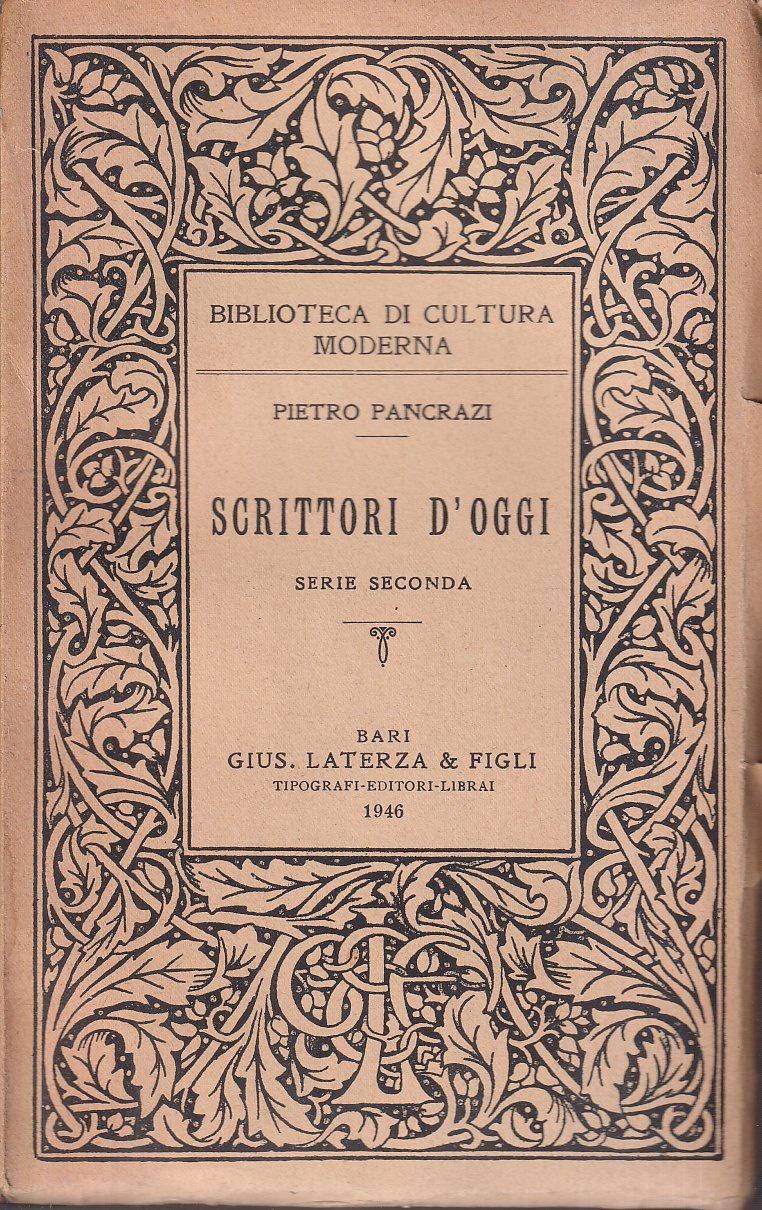 BIBLIOTECA DI CULTURA
MODERNA
PIETRO PANCRAZI
SCRITTORI D'OGGI
SERIE SECONDA
BARI
GIUS. LATERZA & FIGLI
TIPOGRAFI-EDITORI-LIBRAI
1946